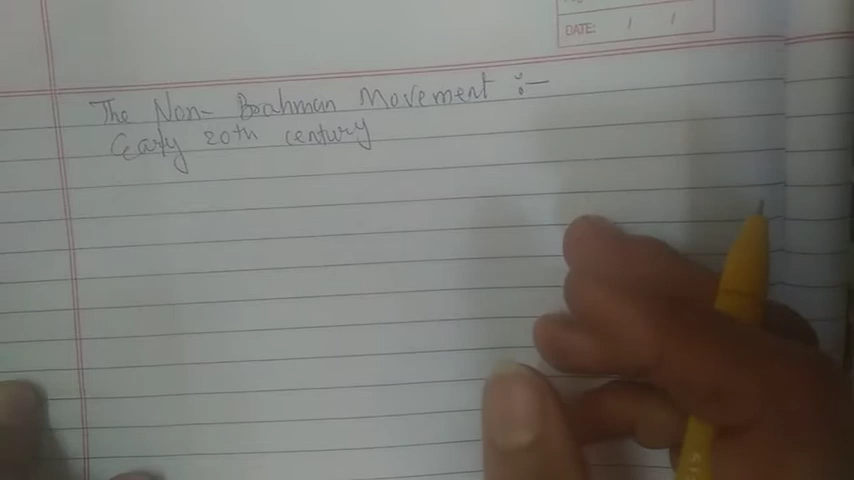 DATE: / /
The Non-Brahman Movement :-
Early 20th century